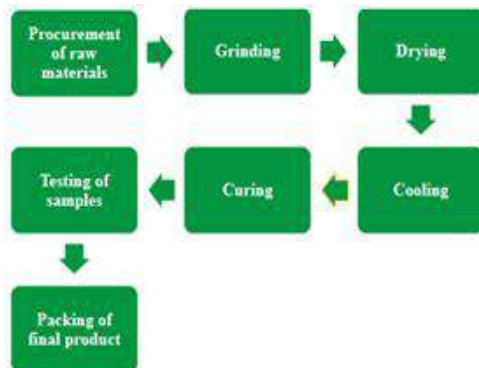 Procurement
of raw
materials
Grinding
Drying
Cooling
Curing
Testing of
samples
Packing of
final product